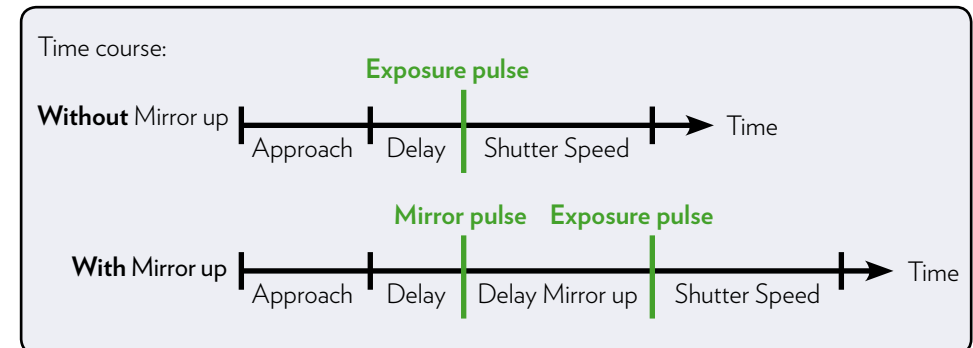 Time course:
Exposure pulse
Without Mirror up
Time
Approach
Delay
Shutter Speed
Mirror pulse
Exposure pulse
With Mirror up
Time
Approach
Delay
Delay Mirror up
Shutter Speed